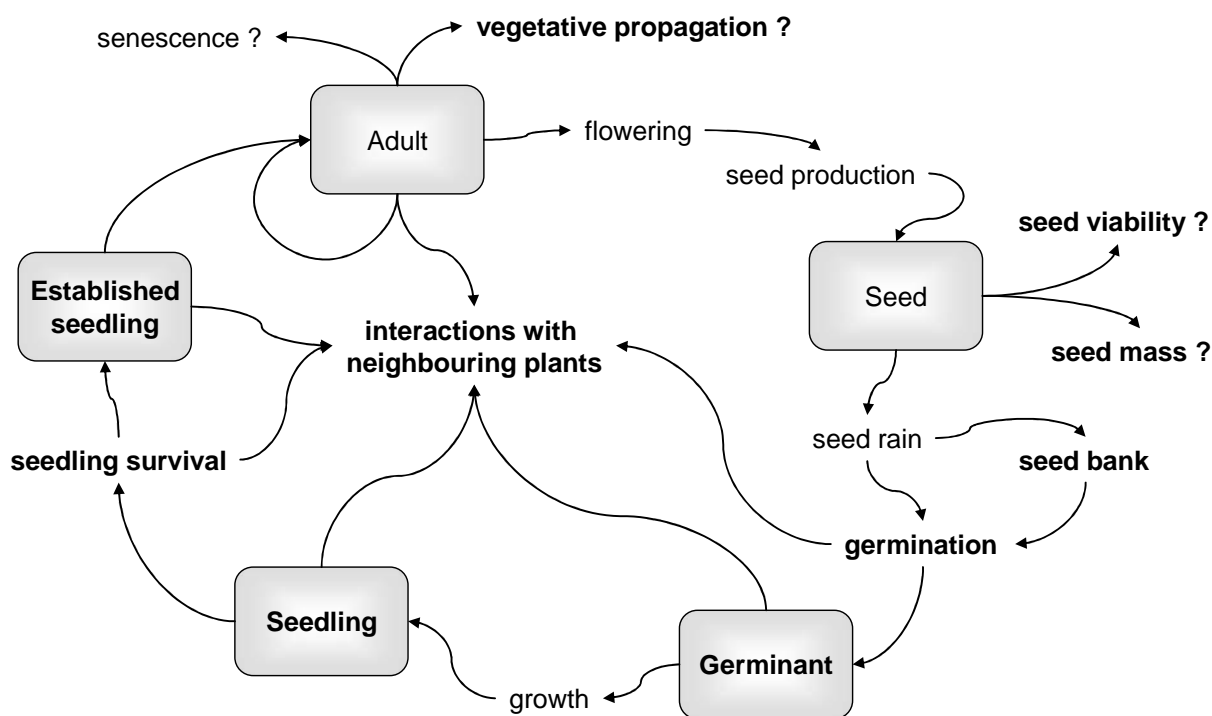 senescence ?
vegetative propagation ?
Adult
flowering
seed production
seed viability ?
Established
seedling
Seed
interactions with
neighbouring plants
seed mass ?
seed rain
seedling survival
seed bank
germination
Seedling
Germinant
growth